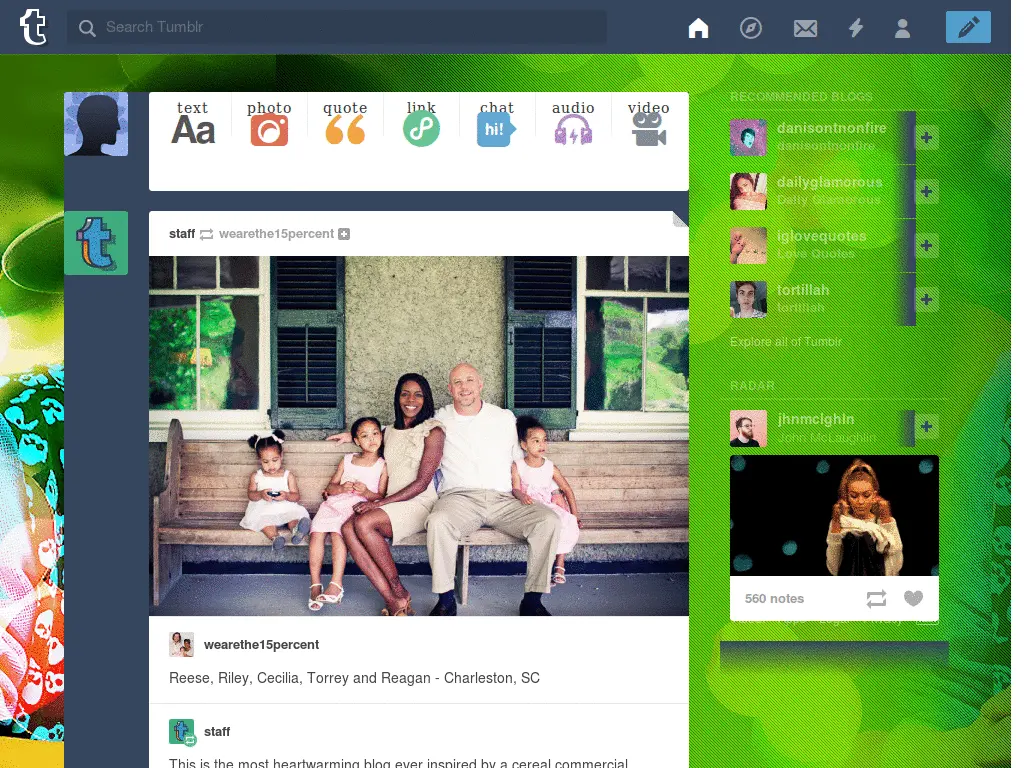 Search Tumblr
text photo quote link chat audio video
Aa hi!
staff wearethe15percent
wearethe15percent
Reese, Riley, Cecilia, Torrey and Reagan - Charleston, SC
staff
This is the most heartwarming blog ever inspired by a cereal commercial.
RECOMMENDED BLOGS
danisontnonfire
danisontnonfire
dailyglamorous
Daily Glamorous
iglovequotes
Love Quotes
tortillah
tortillah
Explore all of Tumblr
RADAR
jhnmclghln
John McLaughlin
560 notes